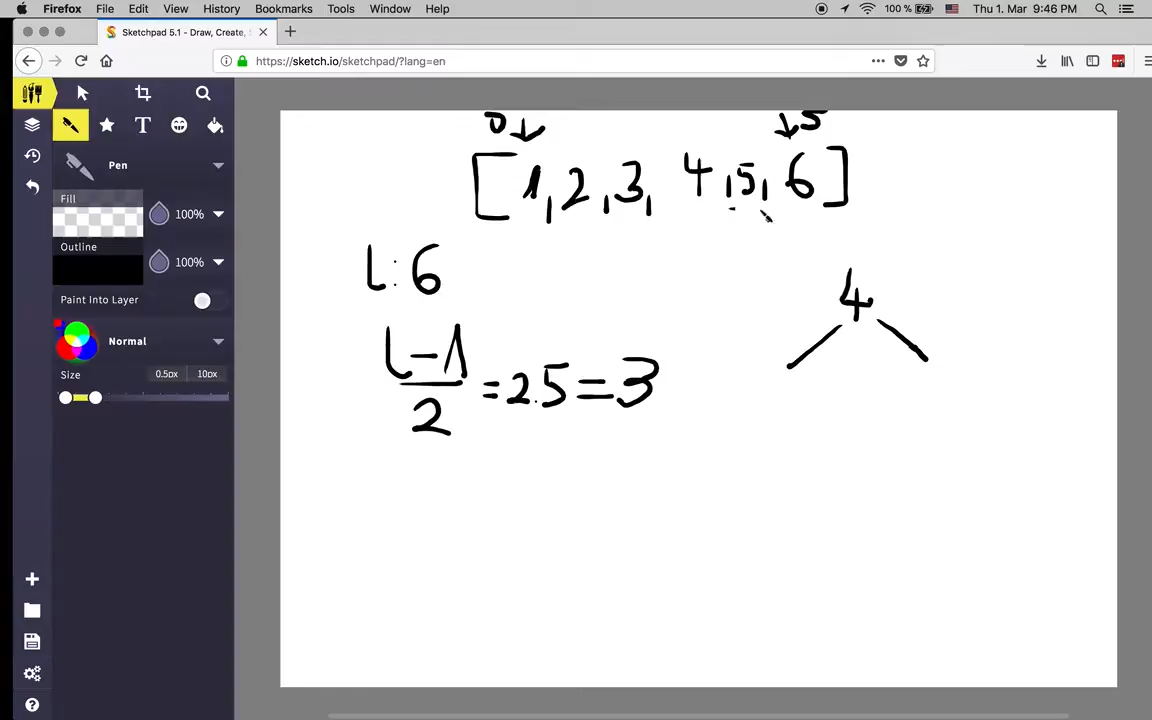 Firefox File Edit View History Bookmarks Tools Window Help 100 % Thu 1. Mar 9:46 PM
Sketchpad 5.1 - Draw, Create,
https://sketch.io/sketchpad/?lang=en
Pen
Fill
100%
Outline
100%
Paint Into Layer
Normal
Size 0.5px 10px
0 ↓ ↓ 5
[1,2,3, 4,5,6]
l:6
4
l-1
= 2.5 = 3
2